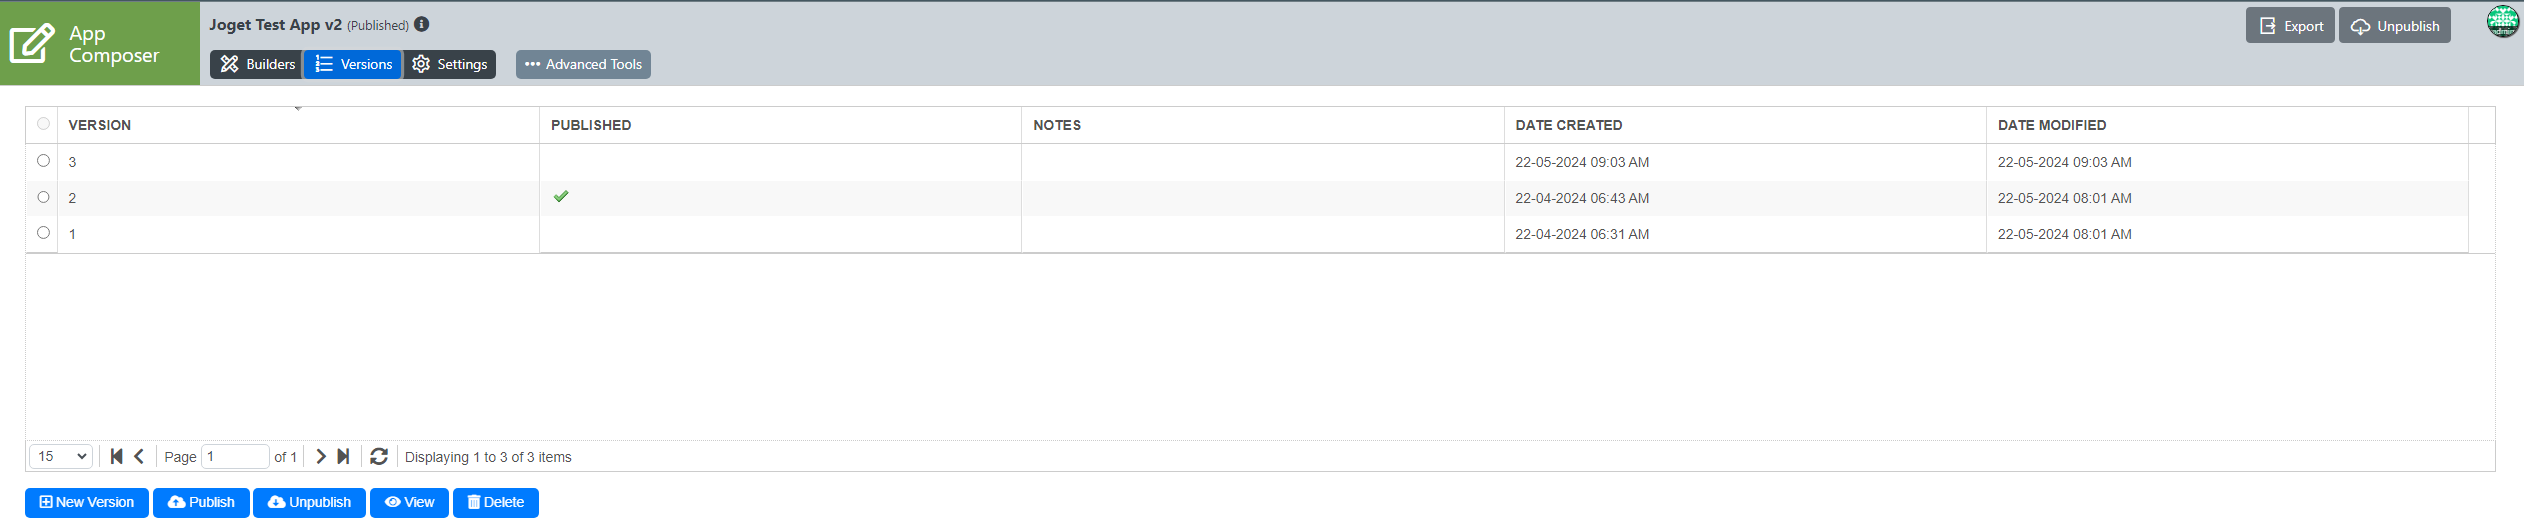 App
Composer
Joget Test App v2 (Published)
Builders Versions Settings Advanced Tools
Export Unpublish
admin
VERSION PUBLISHED NOTES DATE CREATED DATE MODIFIED
3 22-05-2024 09:03 AM 22-05-2024 09:03 AM
2 22-04-2024 06:43 AM 22-05-2024 08:01 AM
1 22-04-2024 06:31 AM 22-05-2024 08:01 AM
15 Page 1 of 1 Displaying 1 to 3 of 3 items
New Version Publish Unpublish View Delete